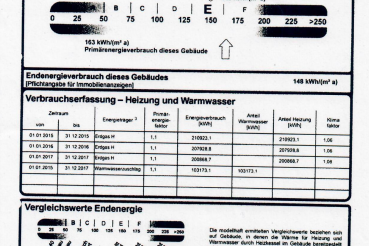 B C D E F
0 25 50 75 100 125 150 175 200 225 >250
163 kWh/(m² a)
Primärenergieverbrauch dieses Gebäudes
Endenergieverbrauch dieses Gebäudes 148 kWh/(m² a)
[Pflichtangabe für Immobilienanzeigen]
Verbrauchserfassung – Heizung und Warmwasser
Zeitraum Energieträger ³ Primär-energie-faktor Energieverbrauch [kWh] Anteil Warmwasser [kWh] Anteil Heizung [kWh] Klima faktor
von bis
01 01 2015 31 12 2015 Erdgas H 1,1 210923,1 210923,1 1,06
01.01 2016 31 12 2016 Erdgas H 1,1 207928,8 207928,8 1,06
01.01 2017 31 12 2017 Erdgas H 1,1 200868,7 200868,7 1,06
01.01 2015 31 12 2017 Warmwasserzuschlag 1,1 103173,1 103173,1
Vergleichswerte Endenergie
B C D E F
0 25 50 75 100 125 150 175 200 225 >250
Die modelhaft ermittelten Vergleichswerte beziehen sich
auf Gebäude, in denen die Wärme für Heizung und
Warmwasser durch Heizkessel im Gebäude bereitgestellt